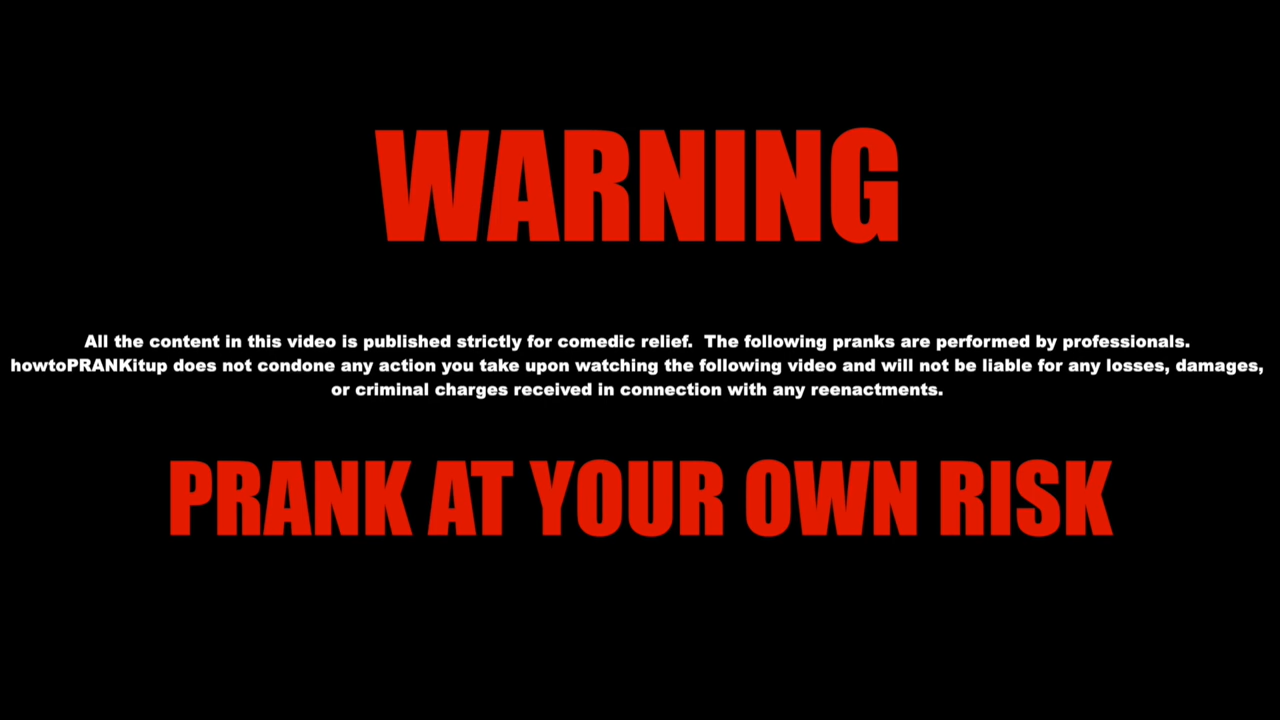 WARNING
All the content in this video is published strictly for comedic relief.  The following pranks are performed by professionals.
howtoPRANKitup does not condone any action you take upon watching the following video and will not be liable for any losses, damages,
or criminal charges received in connection with any reenactments.
PRANK AT YOUR OWN RISK